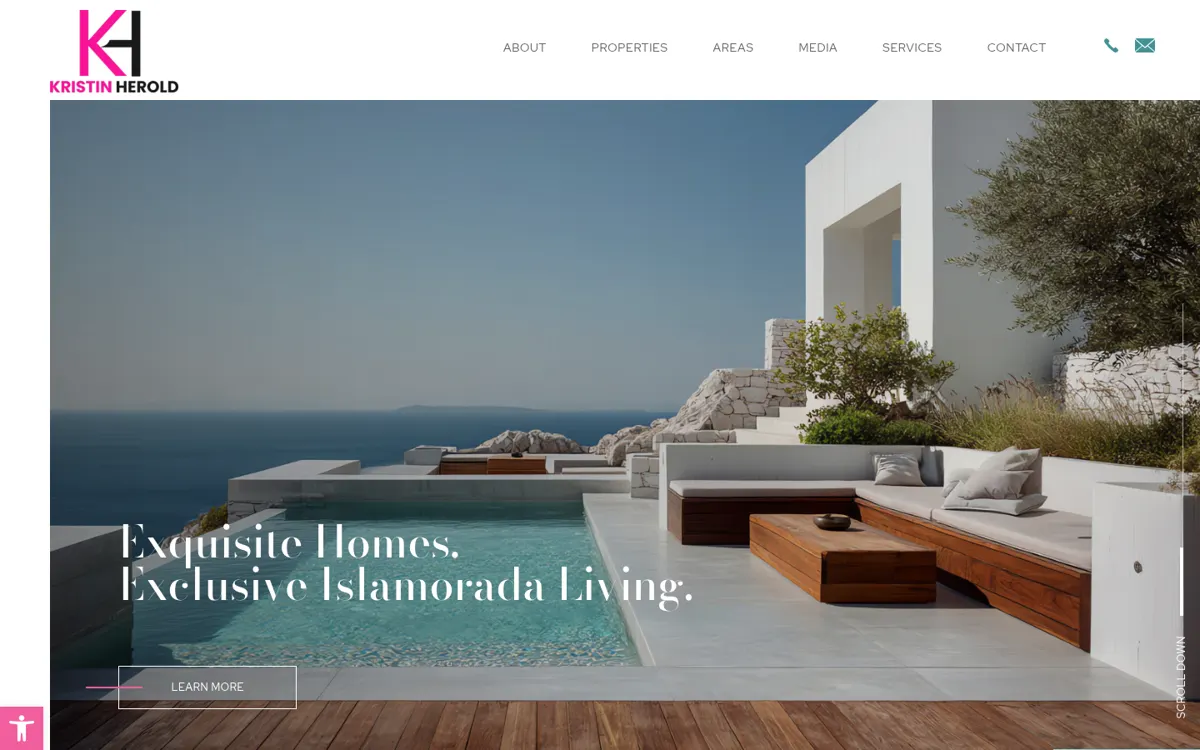 KH
KRISTIN HEROLD
ABOUT
PROPERTIES
AREAS
MEDIA
SERVICES
CONTACT
Exquisite Homes.
Exclusive Islamorada Living.
LEARN MORE
SCROLL DOWN